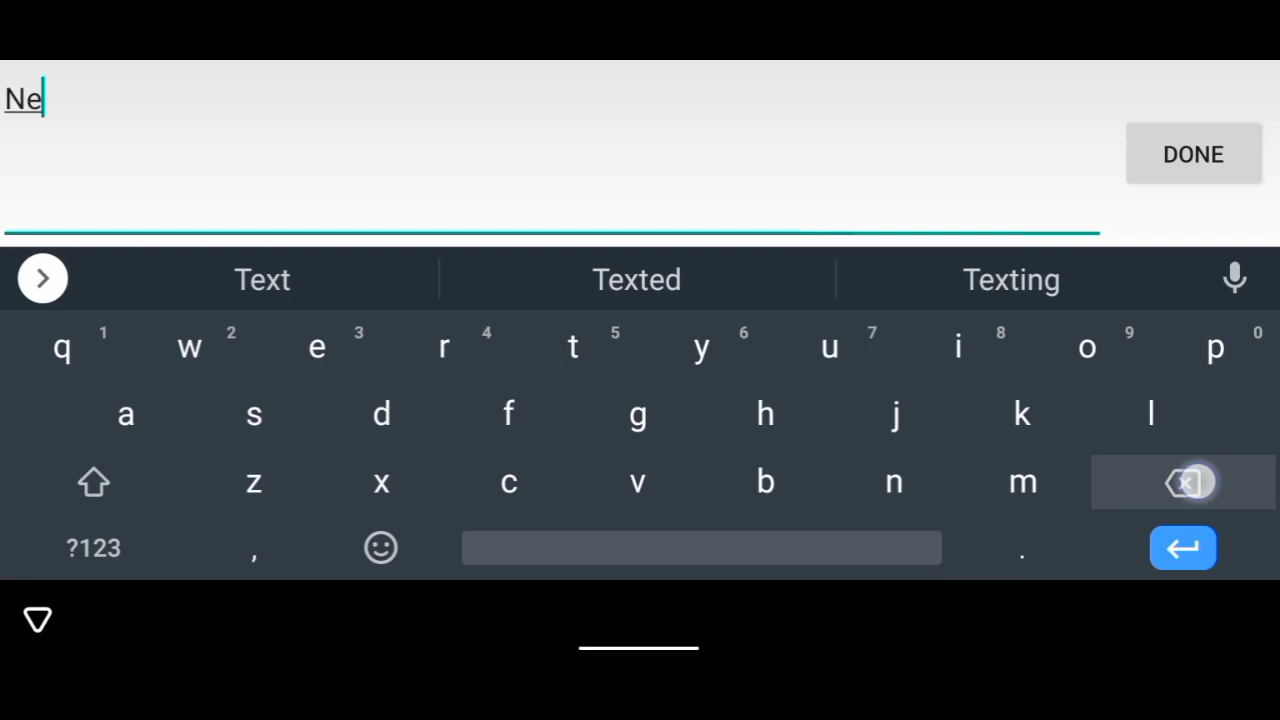 Ne
DONE
Text Texted Texting
q 1 w 2 e 3 r 4 t 5 y 6 u 7 i 8 o 9 p 0
a s d f g h j k l
z x c v b n m
?123 , .